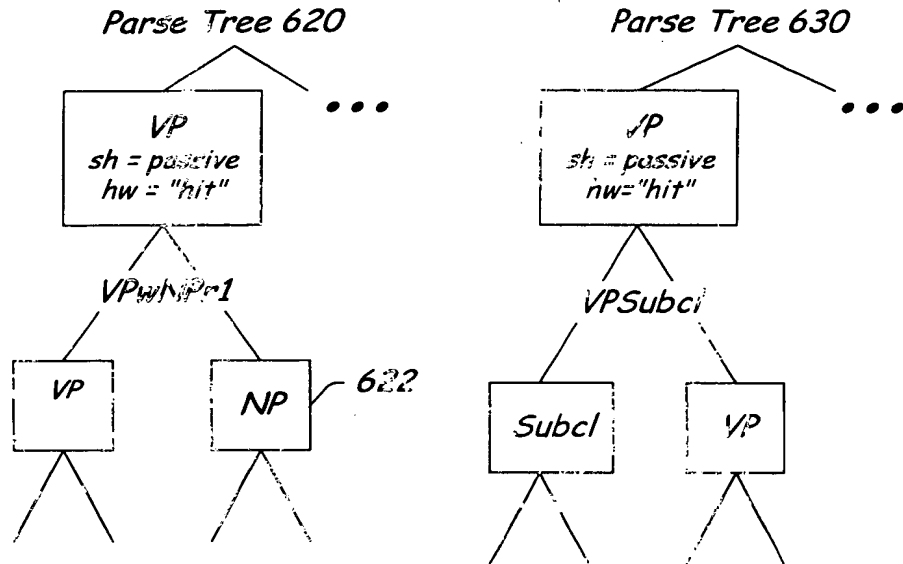 Parse Tree 620
VP
sh = passive
hw = "hit"
VPwNPr1
VP
NP
622
Parse Tree 630
VP
sh = passive
hw="hit"
VPSubcl
Subcl
VP